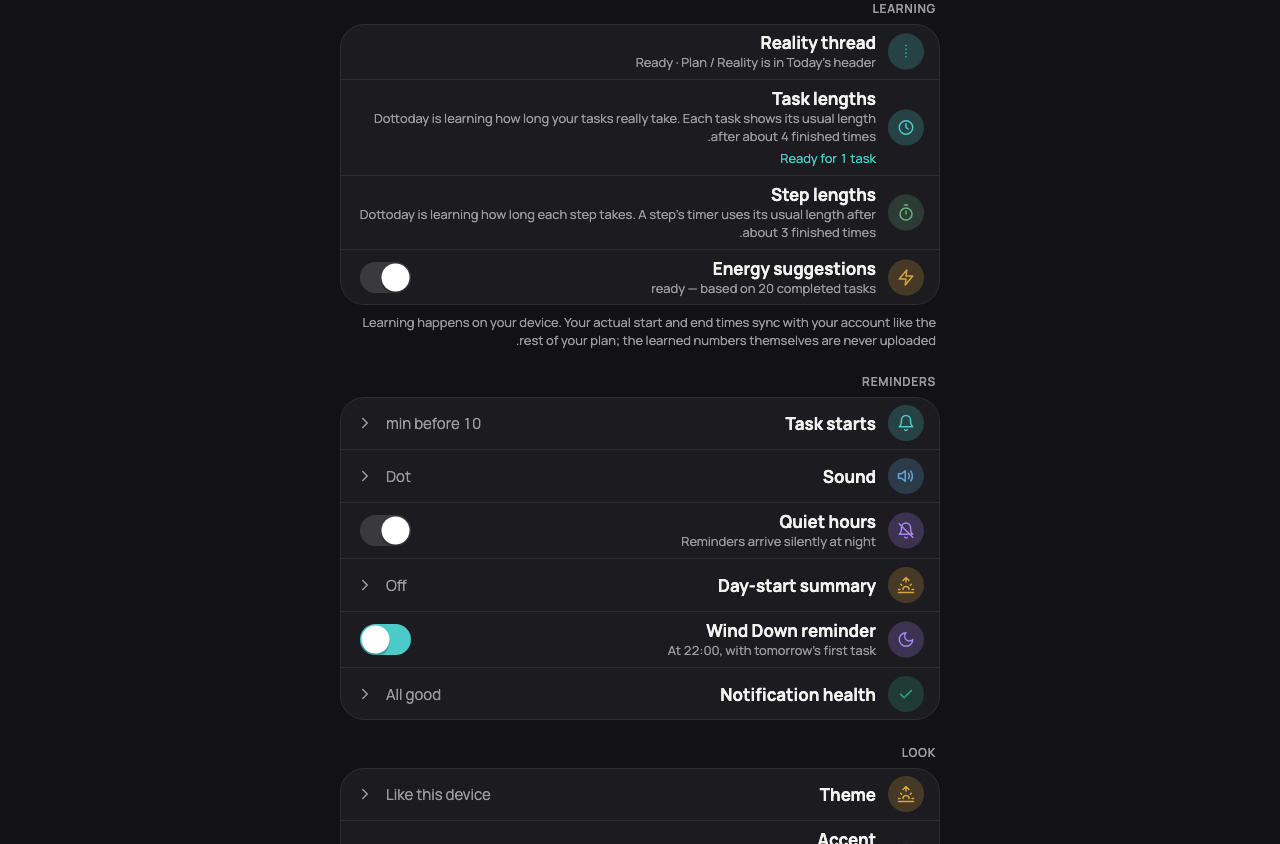 LEARNING
Reality thread
Ready · Plan / Reality is in Today's header
Task lengths
Dottoday is learning how long your tasks really take. Each task shows its usual length
.after about 4 finished times
Ready for 1 task
Step lengths
Dottoday is learning how long each step takes. A step's timer uses its usual length after
.about 3 finished times
Energy suggestions
ready — based on 20 completed tasks
Learning happens on your device. Your actual start and end times sync with your account like the
.rest of your plan; the learned numbers themselves are never uploaded
REMINDERS
Task starts
min before 10
Sound
Dot
Quiet hours
Reminders arrive silently at night
Day-start summary
Off
Wind Down reminder
At 22:00, with tomorrow's first task
Notification health
All good
LOOK
Theme
Like this device
Accent